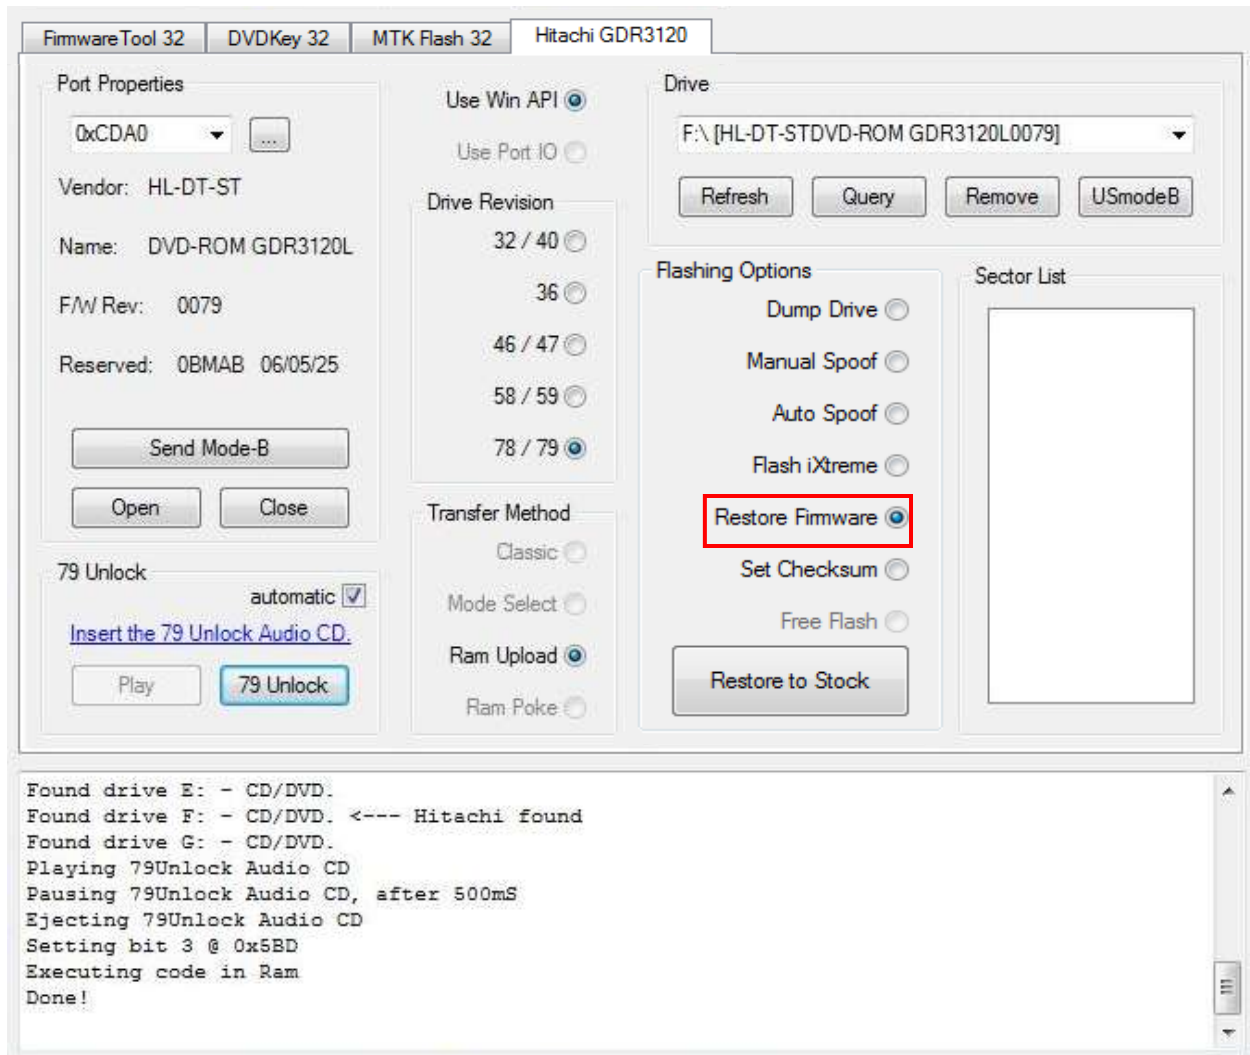 FirmwareTool 32
DVDKey 32
MTK Flash 32
Hitachi GDR3120
Port Properties
0xCDA0
...
Vendor: HL-DT-ST
Name: DVD-ROM GDR3120L
F/W Rev: 0079
Reserved: 0BMAB 06/05/25
Send Mode-B
Open
Close
79 Unlock
automatic
Insert the 79 Unlock Audio CD.
Play
79 Unlock
Use Win API
Use Port IO
Drive Revision
32 / 40
36
46 / 47
58 / 59
78 / 79
Transfer Method
Classic
Mode Select
Ram Upload
Ram Poke
Drive
F:\ [HL-DT-STDVD-ROM GDR3120L0079]
Refresh
Query
Remove
USmodeB
Flashing Options
Dump Drive
Manual Spoof
Auto Spoof
Flash iXtreme
Restore Firmware
Set Checksum
Free Flash
Restore to Stock
Sector List
Found drive E: - CD/DVD.
Found drive F: - CD/DVD. <--- Hitachi found
Found drive G: - CD/DVD.
Playing 79Unlock Audio CD
Pausing 79Unlock Audio CD, after 500mS
Ejecting 79Unlock Audio CD
Setting bit 3 @ 0x5BD
Executing code in Ram
Done!